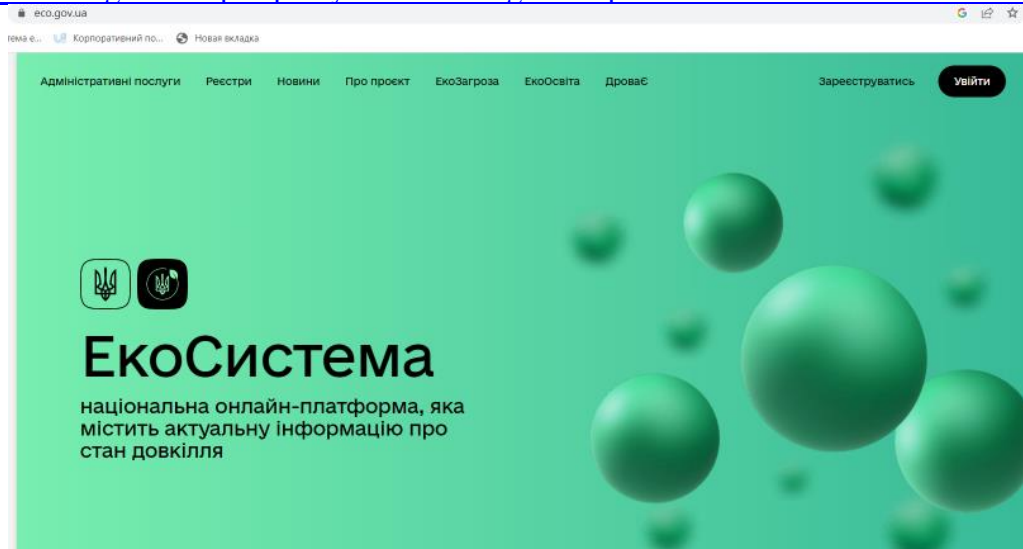 eco.gov.ua
тема е... Корпоративний по... Новая вкладка
Адміністративні послуги Реєстри Новини Про проєкт ЕкоЗагроза ЕкоОсвіта ДроваЄ Зареєструватись Увійти
ЕкоСистема
національна онлайн-платформа, яка
містить актуальну інформацію про
стан довкілля